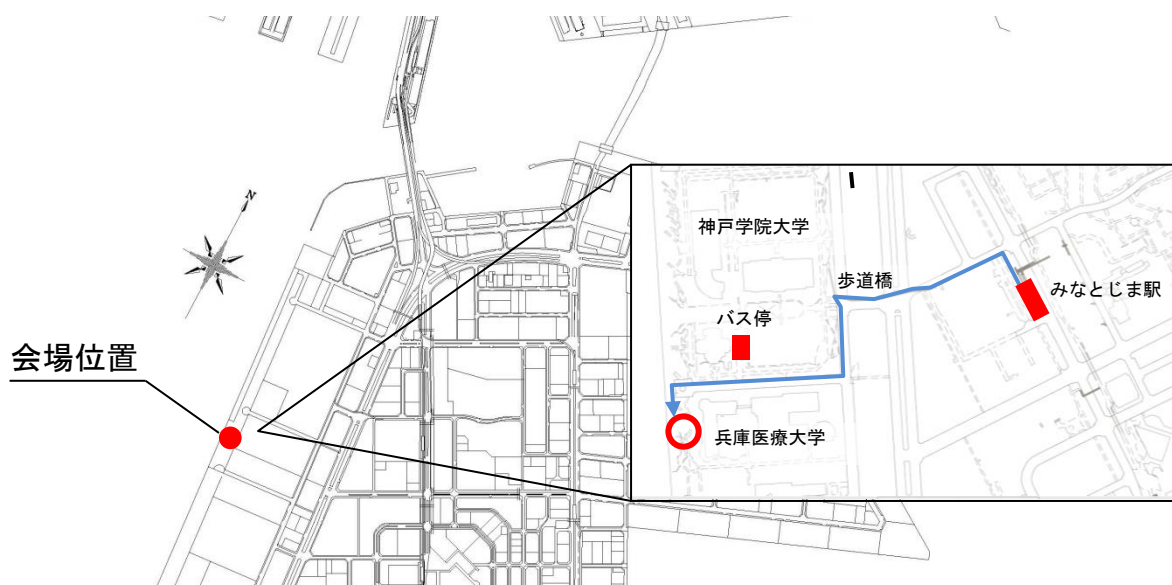 N
会場位置
神戸学院大学
歩道橋
みなとじま駅
バス停
兵庫医療大学